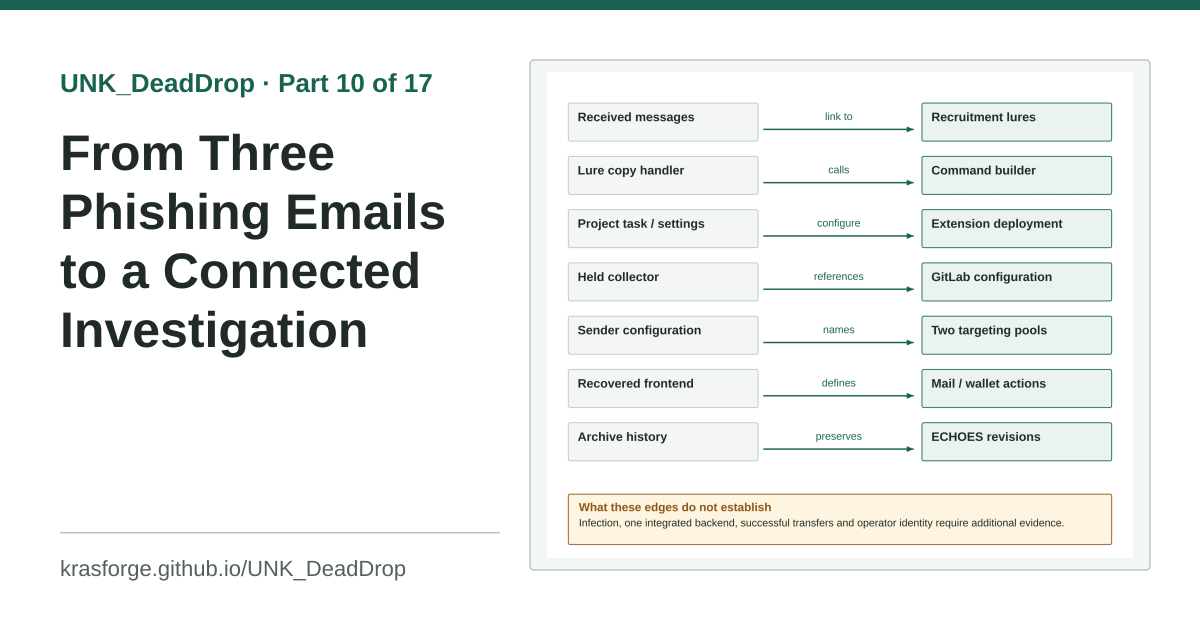 UNK_DeadDrop · Part 10 of 17
From Three
Phishing Emails
to a Connected
Investigation
krasforge.github.io/UNK_DeadDrop
Received messages
link to
Recruitment lures
Lure copy handler
calls
Command builder
Project task / settings
configure
Extension deployment
Held collector
references
GitLab configuration
Sender configuration
names
Two targeting pools
Recovered frontend
defines
Mail / wallet actions
Archive history
preserves
ECHOES revisions
What these edges do not establish
Infection, one integrated backend, successful transfers and operator identity require additional evidence.